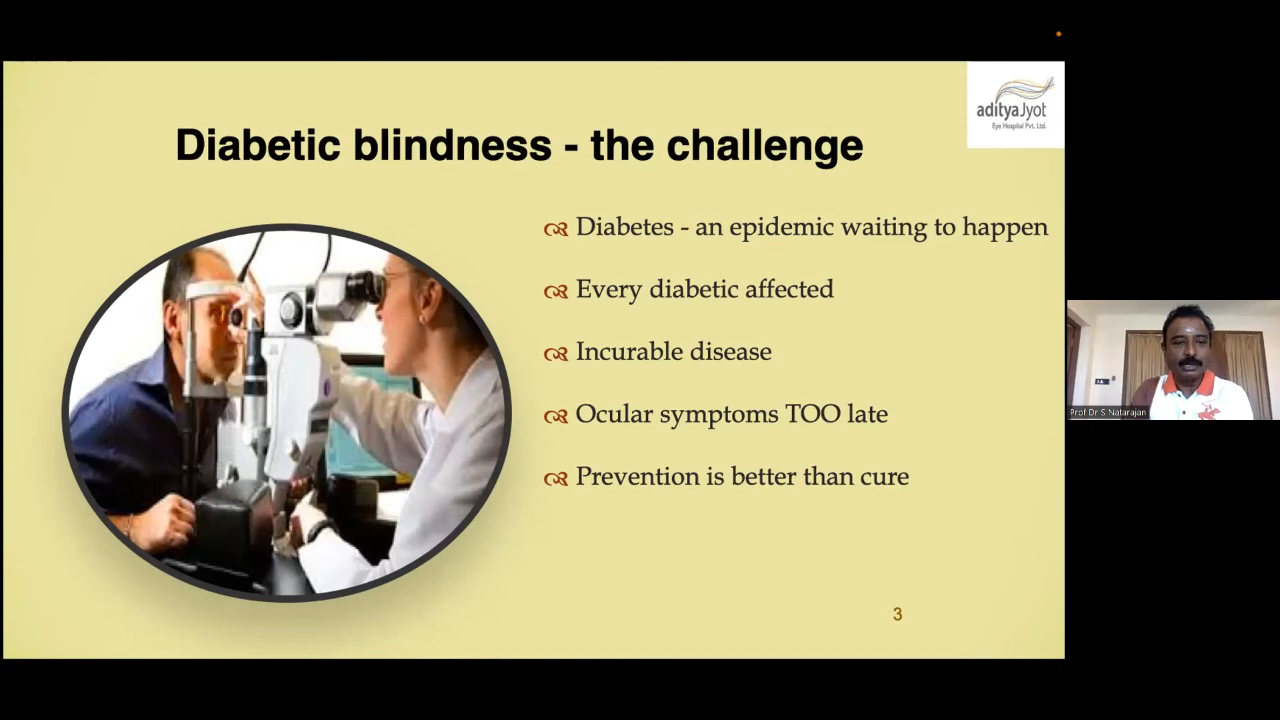 adityaJyot
Eye Hospital Pvt. Ltd.
Diabetic blindness - the challenge
Diabetes - an epidemic waiting to happen
Every diabetic affected
Incurable disease
Ocular symptoms TOO late
Prevention is better than cure
3
Prof Dr S Natarajan